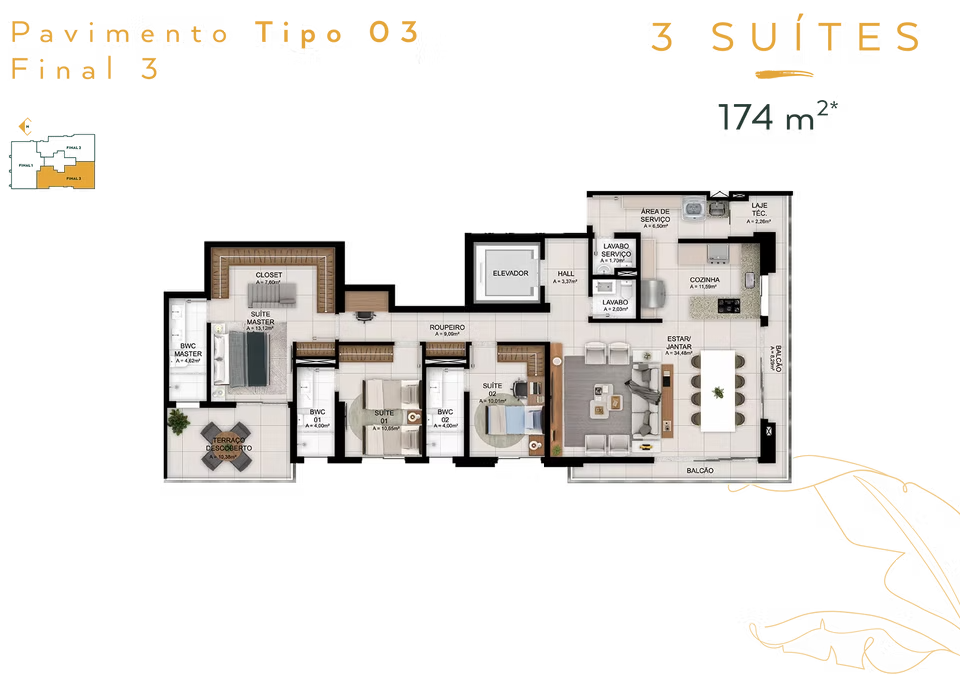 Pavimento Tipo 03
Final 3
3 SUÍTES
174 m²*
FINAL 2
FINAL 1
FINAL 3
ÁREA DE
SERVIÇO
A = 6,50m²
LAJE
TÉC.
A = 2,26m²
LAVABO
SERVIÇO
A = 1,70m²
ELEVADOR
HALL
A = 3,37m²
COZINHA
A = 11,59m²
LAVABO
A = 2,03m²
CLOSET
A = 7,60m²
SUÍTE
MASTER
A = 13,12m²
ROUPEIRO
A = 9,06m²
ESTAR/
JANTAR
A = 34,48m²
BWC
MASTER
A = 4,62m²
BALCÃO
SUÍTE
02
A = 10,01m²
BWC
01
A = 4,00m²
SUÍTE
01
A = 10,65m²
BWC
02
A = 4,00m²
TERRAÇO
DESCOBERTO
A = 10,38m²
BALCÃO